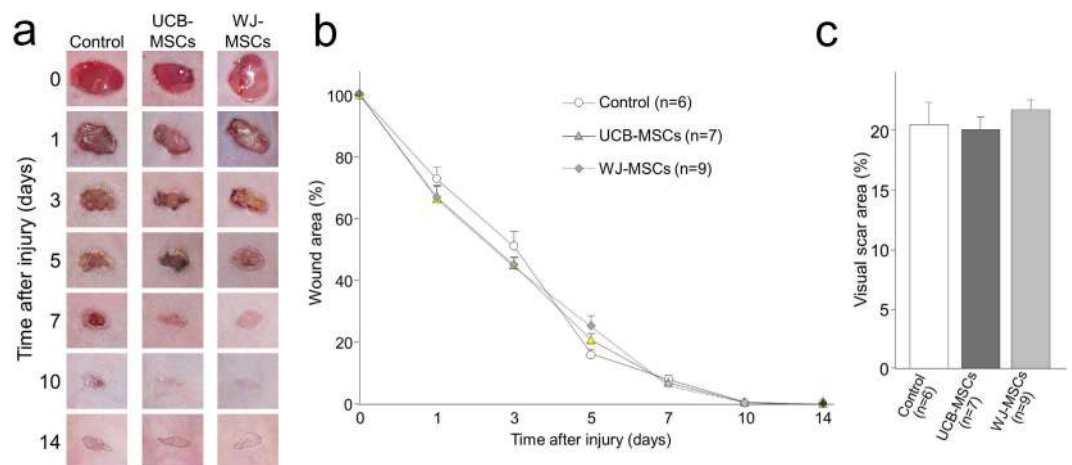 a
Control
UCB-
MSCs
WJ-
MSCs
Time after injury (days)
0
1
3
5
7
10
14
b
Wound area (%)
100
80
60
40
20
0
Control (n=6)
UCB-MSCs (n=7)
WJ-MSCs (n=9)
0 1 3 5 7 10 14
Time after injury (days)
c
Visual scar area (%)
20
15
10
5
0
Control
(n=6)
UCB-MSCs
(n=7)
WJ-MSCs
(n=9)